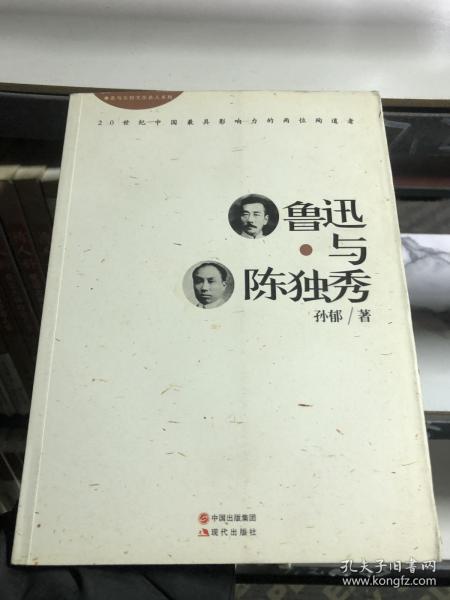 20世纪中国最具影响力的两位殉道者
鲁迅
与
陈独秀
孙郁/著
中国出版集团
现代出版社
孔夫子旧书网
www.kongfz.com